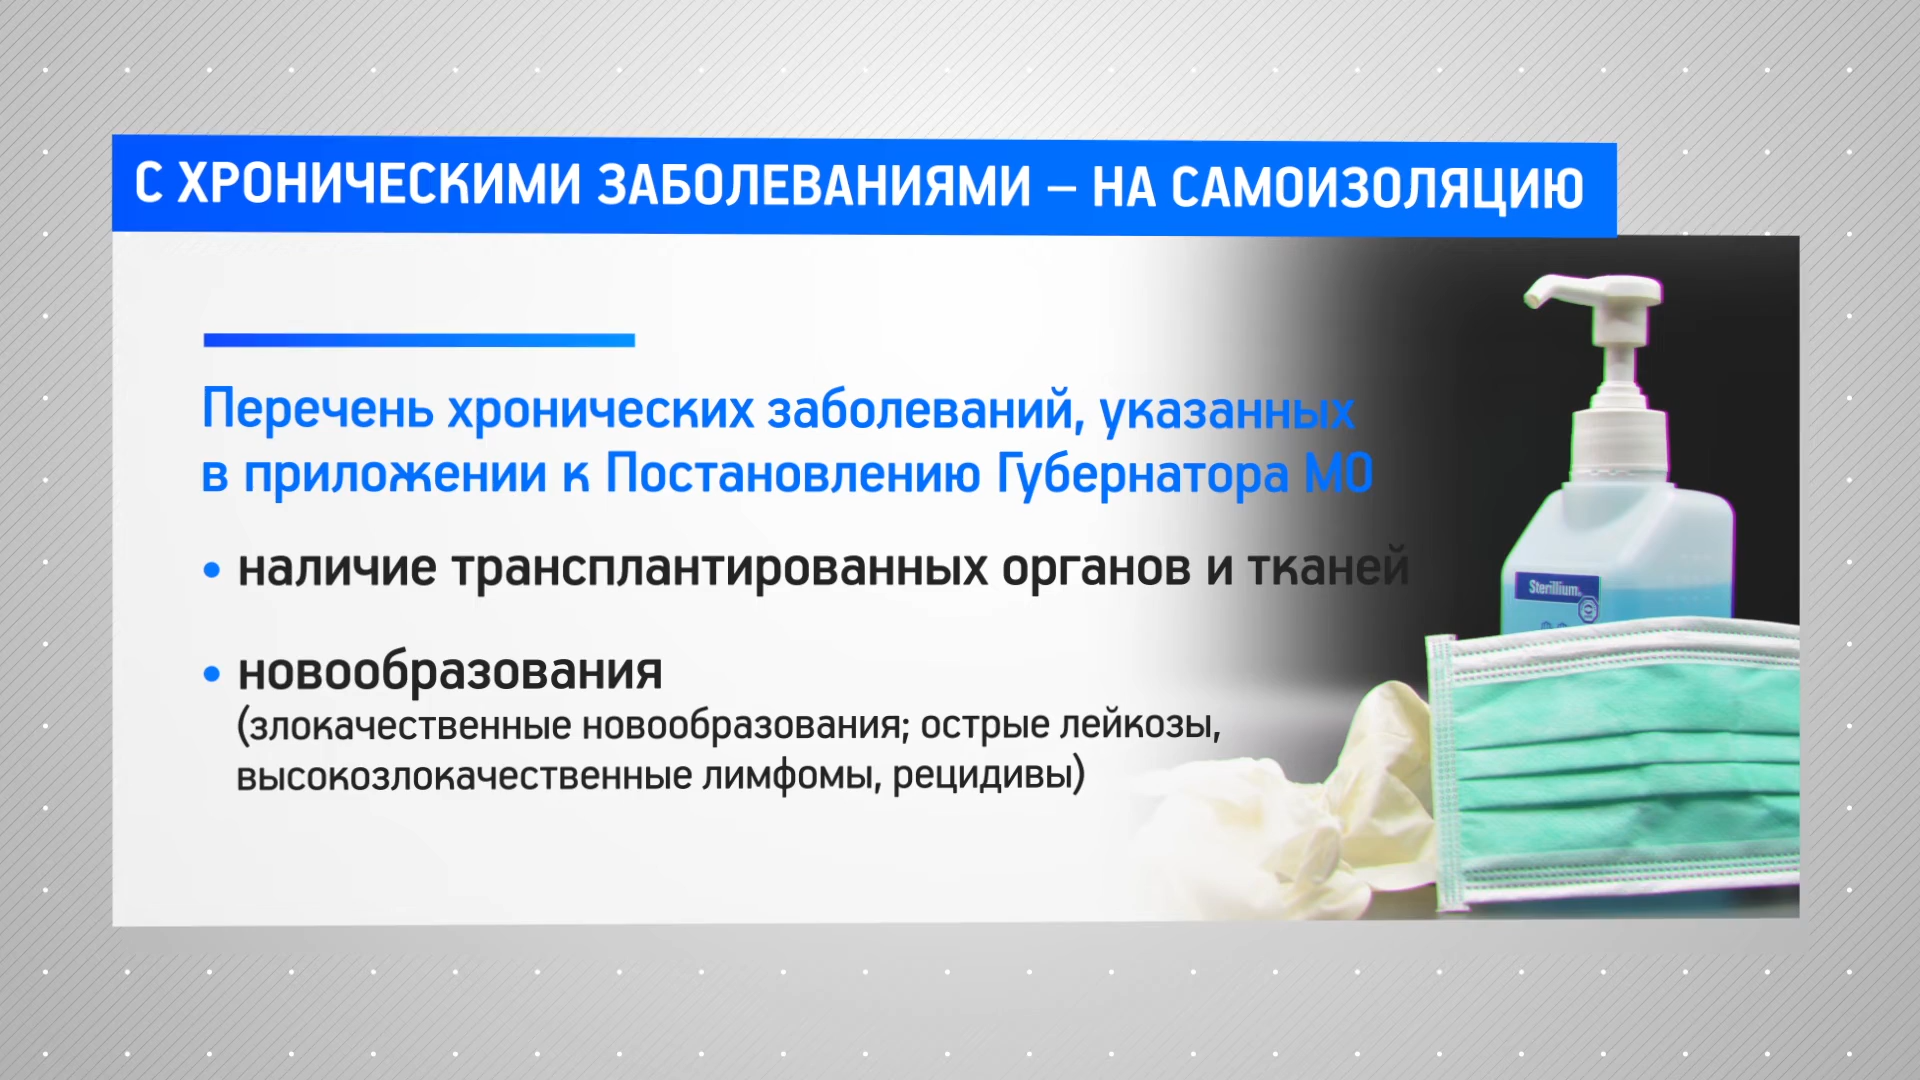 С ХРОНИЧЕСКИМИ ЗАБОЛЕВАНИЯМИ – НА САМОИЗОЛЯЦИЮ
Перечень хронических заболеваний, указанных
в приложении к Постановлению Губернатора МО
• наличие трансплантированных органов и тканей
• новообразования
(злокачественные новообразования; острые лейкозы,
высокозлокачественные лимфомы, рецидивы)
Sterillium